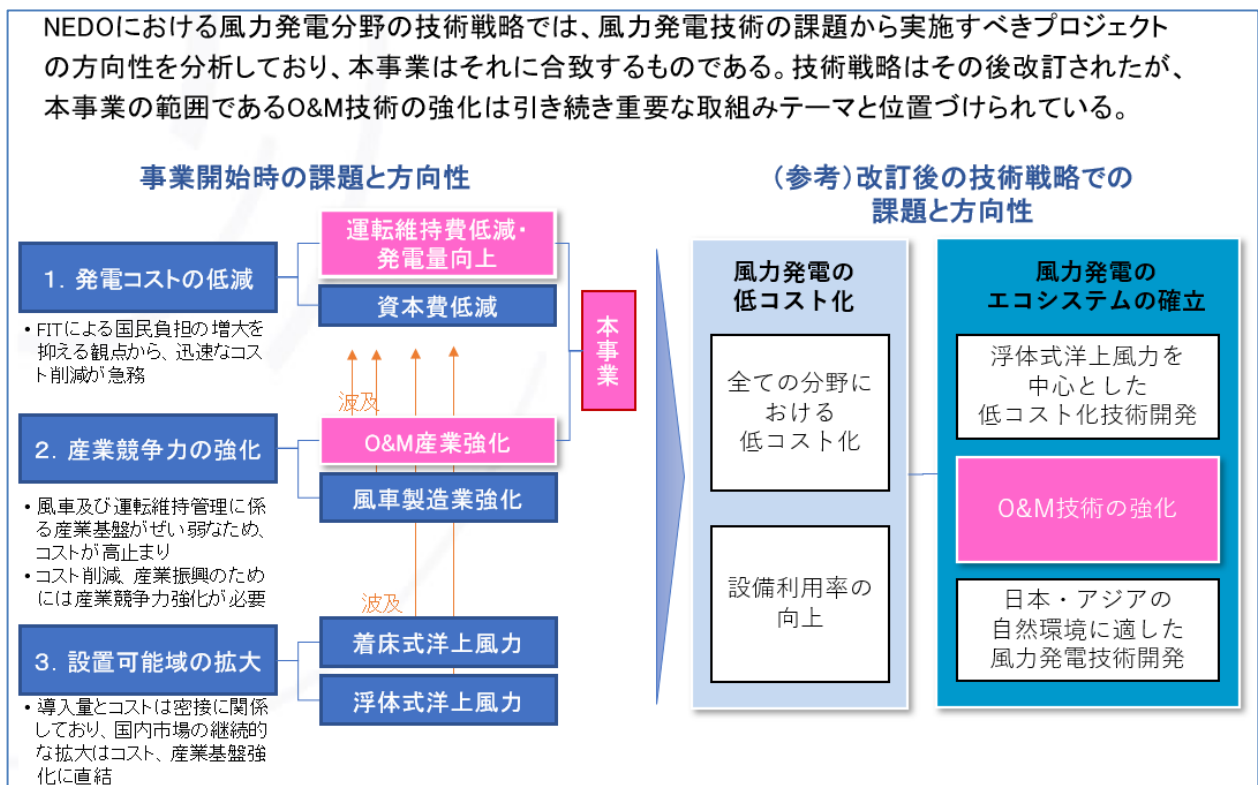 NEDOにおける風力発電分野の技術戦略では、風力発電技術の課題から実施すべきプロジェクト
の方向性を分析しており、本事業はそれに合致するものである。技術戦略はその後改訂されたが、
本事業の範囲であるO&M技術の強化は引き続き重要な取組みテーマと位置づけられている。
事業開始時の課題と方向性
1．発電コストの低減
運転維持費低減・
発電量向上
資本費低減
• FITによる国民負担の増大を
抑える観点から、迅速なコス
ト削減が急務
本事業
波及
2．産業競争力の強化
O&M産業強化
風車製造業強化
• 風車及び運転維持管理に係
る産業基盤がぜい弱なため、
コストが高止まり
• コスト削減、産業振興のため
には産業競争力強化が必要
波及
3．設置可能域の拡大
着床式洋上風力
浮体式洋上風力
• 導入量とコストは密接に関係
しており、国内市場の継続的
な拡大はコスト、産業基盤強
化に直結
（参考）改訂後の技術戦略での
課題と方向性
風力発電の
低コスト化
全ての分野に
おける
低コスト化
設備利用率の
向上
風力発電の
エコシステムの確立
浮体式洋上風力を
中心とした
低コスト化技術開発
O&M技術の強化
日本・アジアの
自然環境に適した
風力発電技術開発